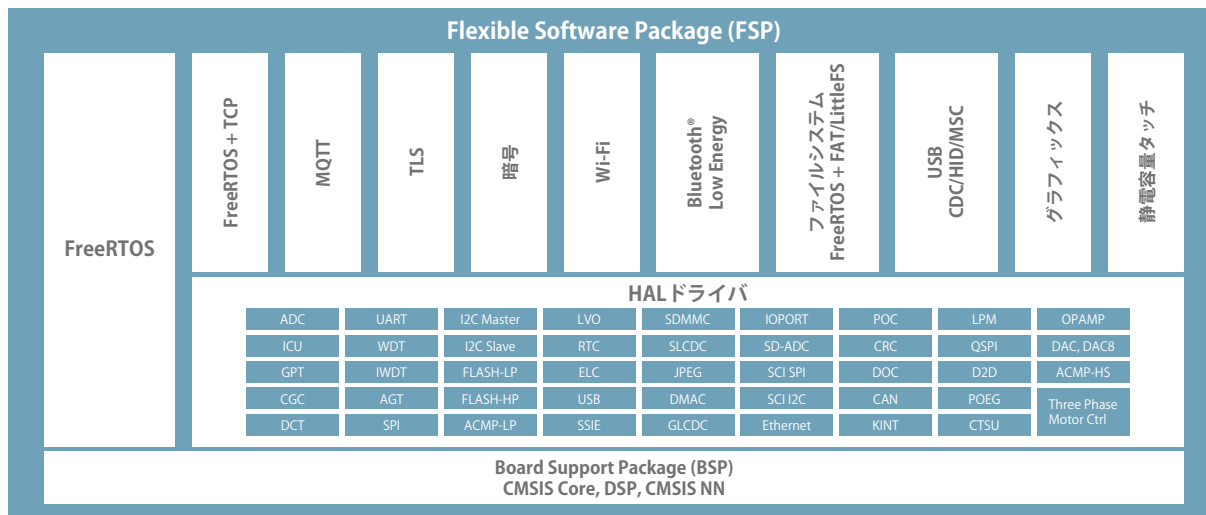 Flexible Software Package (FSP)
FreeRTOS
FreeRTOS + TCP
MQTT
TLS
暗号
Wi-Fi
Bluetooth®
Low Energy
ファイルシステム
FreeRTOS + FAT/LittleFS
USB
CDC/HID/MSC
グラフィックス
静電容量タッチ
HALドライバ
ADC UART I2C Master LVO SDMMC IOPORT POC LPM OPAMP
ICU WDT I2C Slave RTC SLCDC SD-ADC CRC QSPI DAC, DAC8
GPT IWDT FLASH-LP ELC JPEG SCI SPI DOC D2D ACMP-HS
CGC AGT FLASH-HP USB DMAC SCI I2C CAN POEG Three Phase
DCT SPI ACMP-LP SSIE GLCDC Ethernet KINT CTSU Motor Ctrl
Board Support Package (BSP)
CMSIS Core, DSP, CMSIS NN